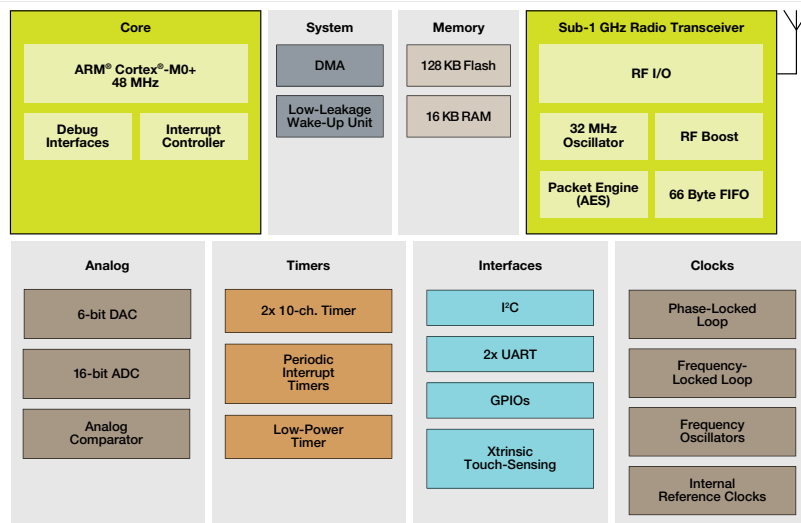 Core
ARM® Cortex®-M0+
48 MHz
Debug
Interfaces
Interrupt
Controller
System
DMA
Low-Leakage
Wake-Up Unit
Memory
128 KB Flash
16 KB RAM
Sub-1 GHz Radio Transceiver
RF I/O
32 MHz
Oscillator
RF Boost
Packet Engine
(AES)
66 Byte FIFO
Analog
6-bit DAC
16-bit ADC
Analog
Comparator
Timers
2x 10-ch. Timer
Periodic
Interrupt
Timers
Low-Power
Timer
Interfaces
I²C
2x UART
GPIOs
Xtrinsic
Touch-Sensing
Clocks
Phase-Locked
Loop
Frequency-
Locked Loop
Frequency
Oscillators
Internal
Reference Clocks